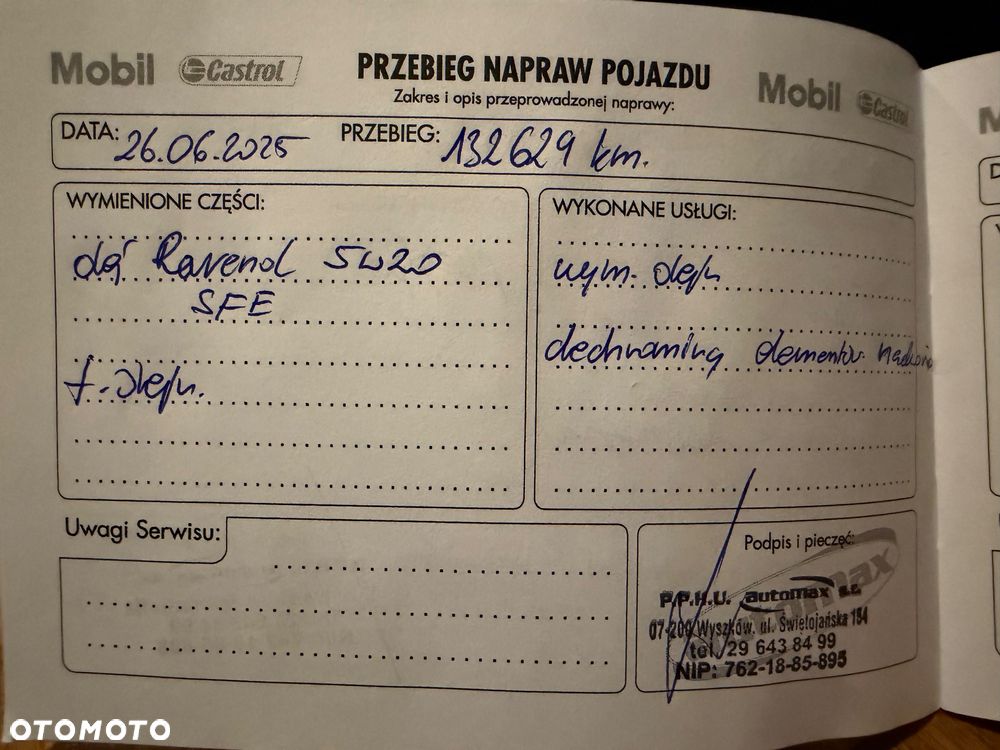 Mobil Castrol PRZEBIEG NAPRAW POJAZDU Mobil Castrol
Zakres i opis przeprowadzonej naprawy:
DATA: 26.06.2025 PRZEBIEG: 132629 km.
WYMIENIONE CZĘŚCI:
olej Ravenol 5W20
SFE
f. oleju.
WYKONANE USŁUGI:
wym. oleju
elementów
Uwagi Serwisu:
Podpis i pieczęć:
P.P.H.U. automax s.c.
07-200 Wyszków, ul. Świętojańska 194
tel. 29 643 84 99
NIP: 762-18-85-895
OTOMOTO